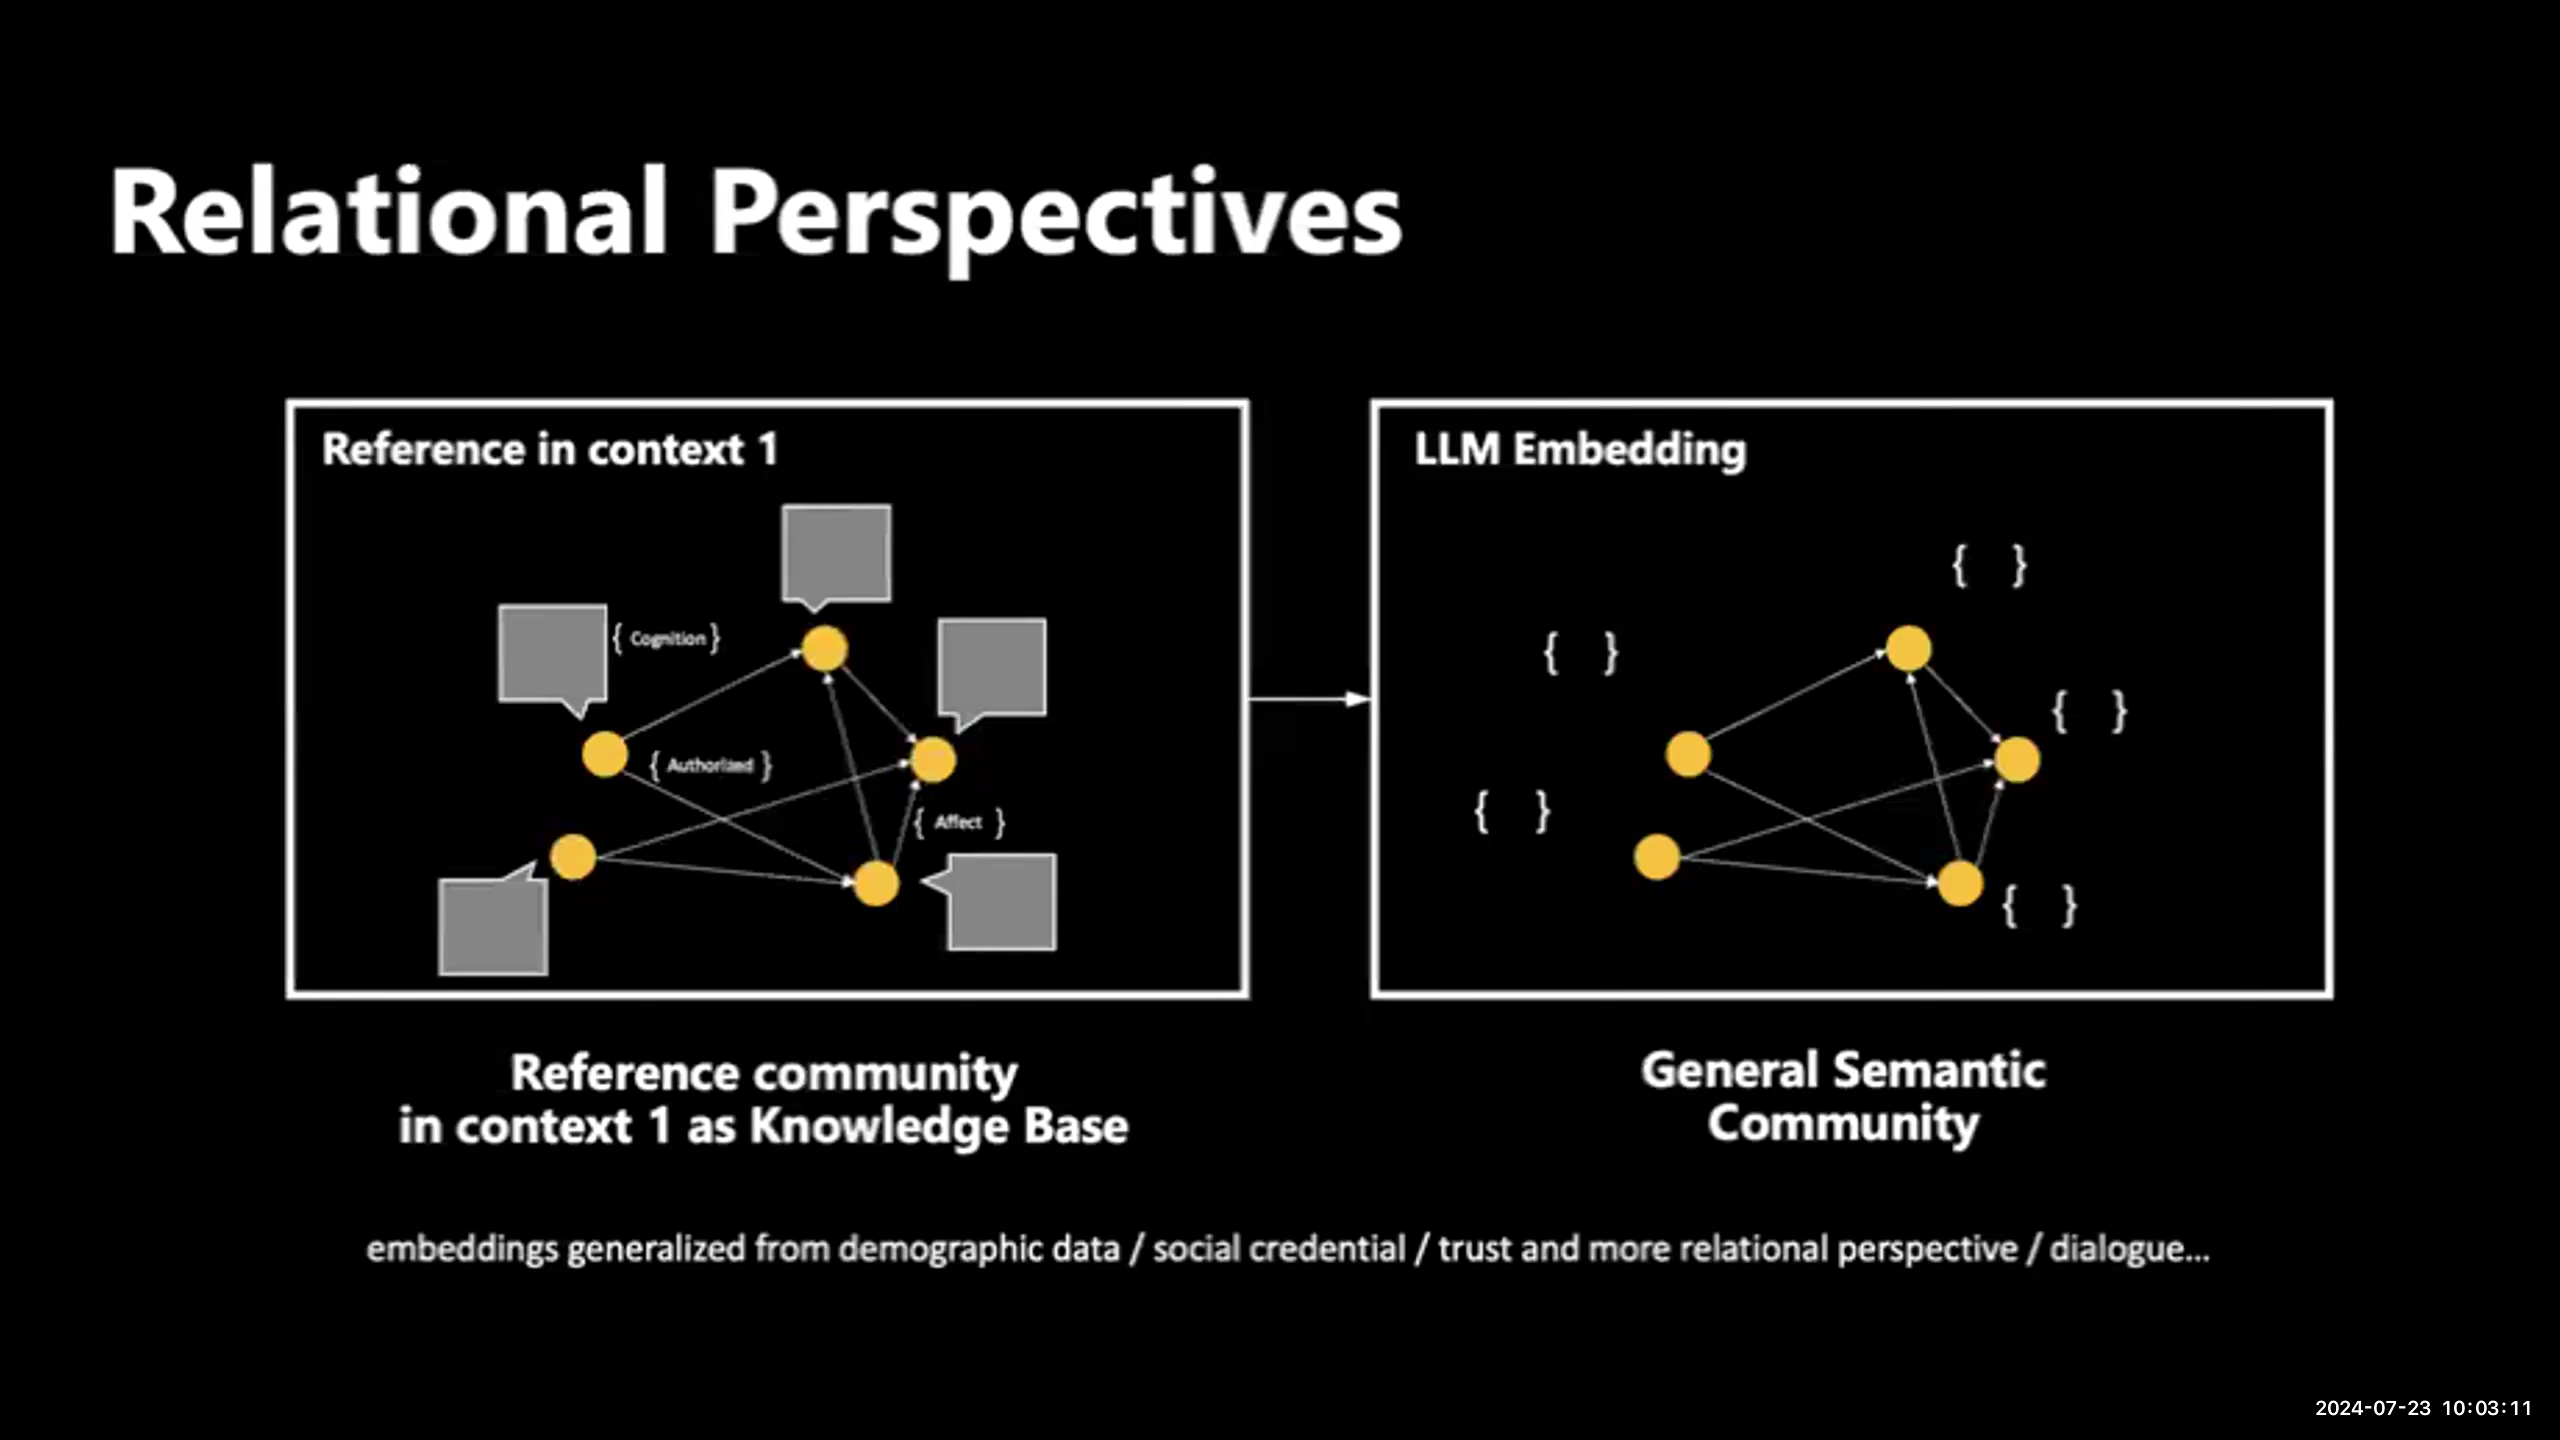 Relational Perspectives
Reference in context 1
{ Cognition }
{ Authorized }
{ Affect }
LLM Embedding
{ }
{ }
{ }
{ }
{ }
Reference community
in context 1 as Knowledge Base
General Semantic
Community
embeddings generalized from demographic data / social credential / trust and more relational perspective / dialogue...
2024-07-23 10:03:11